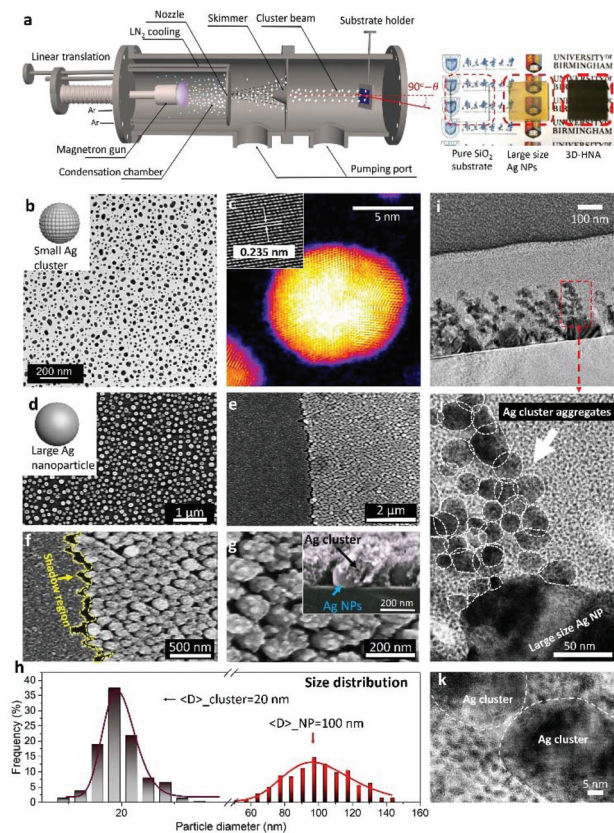 a
Nozzle
LN2 cooling
Skimmer
Cluster beam
Substrate holder
Linear translation
90°−θ
Ar
Ar
Magnetron gun
Condensation chamber
Pumping port
UNIVERSITY OF
BIRMINGHAM
UNIVERSITY OF
BIRMINGHAM
UNIVERSITY OF
BIRMINGHAM
Pure SiO2
substrate
Large size
Ag NPs
3D-HNA
b
Small Ag
cluster
200 nm
c
0.235 nm
5 nm
i
100 nm
d
Large Ag
nanoparticle
1 µm
e
2 µm
Ag cluster aggregates
Large size Ag NP
50 nm
f
Shadow region
500 nm
g
Ag cluster
Ag NPs
200 nm
200 nm
h
Size distribution
<D>_cluster=20 nm
<D>_NP=100 nm
Frequency (%)
40
35
30
25
20
15
10
5
0
20
60
80
100
120
140
160
Particle diameter (nm)
k
Ag cluster
Ag cluster
5 nm